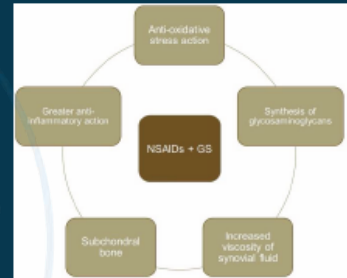 Anti-oxidative
stress action
Greater anti-
inflammatory action
Synthesis of
glycosaminoglycans
NSAIDs + GS
Subchondral
bone
Increased
viscosity of
synovial fluid